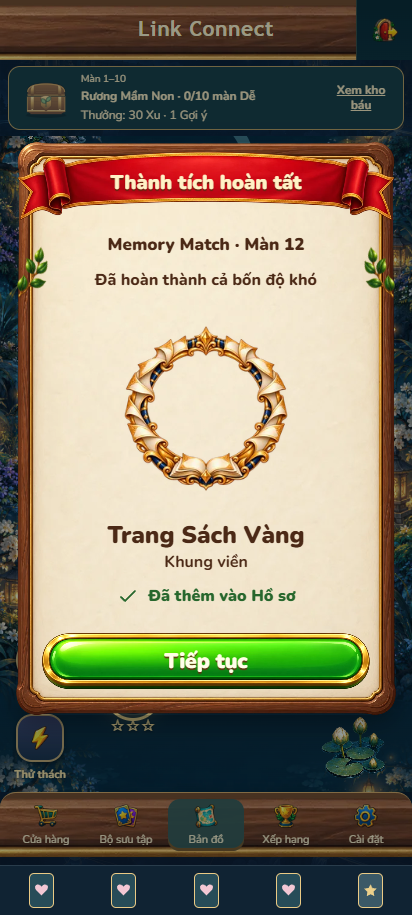 Link Connect
Màn 1–10
Rương Mầm Non · 0/10 màn Dễ
Thưởng: 30 Xu · 1 Gợi ý
Xem kho
báu
Thành tích hoàn tất
Memory Match · Màn 12
Đã hoàn thành cả bốn độ khó
Trang Sách Vàng
Khung viền
Đã thêm vào Hồ sơ
Tiếp tục
Thử thách
Cửa hàng
Bộ sưu tập
Bản đồ
Xếp hạng
Cài đặt